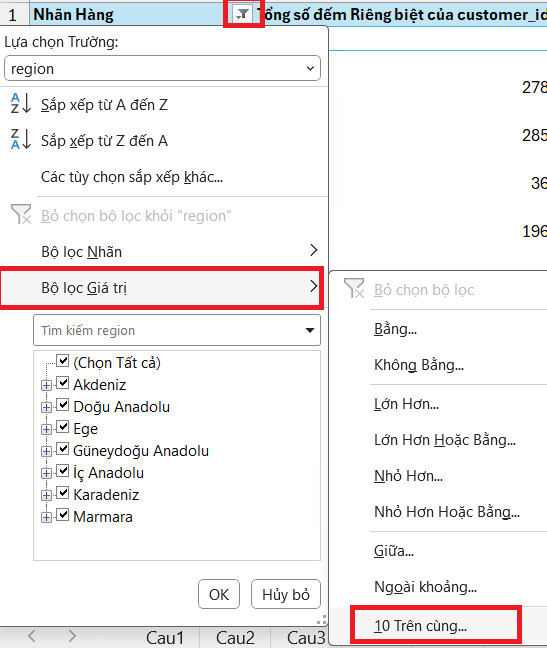 1 Nhãn Hàng Tổng số đếm Riêng biệt của customer_id
Lựa chọn Trường:
region
Sắp xếp từ A đến Z
Sắp xếp từ Z đến A
Các tùy chọn sắp xếp khác...
Bỏ chọn bộ lọc khỏi "region"
Bộ lọc Nhãn
Bộ lọc Giá trị
Tìm kiếm region
(Chọn Tất cả)
Akdeniz
Doğu Anadolu
Ege
Güneydoğu Anadolu
İç Anadolu
Karadeniz
Marmara
OK Hủy bỏ
278
285
36
196
Bỏ chọn bộ lọc
Bằng...
Không Bằng...
Lớn Hơn...
Lớn Hơn Hoặc Bằng...
Nhỏ Hơn...
Nhỏ Hơn Hoặc Bằng...
Giữa...
Ngoài khoảng...
10 Trên cùng...
Cau1 Cau2 Cau3